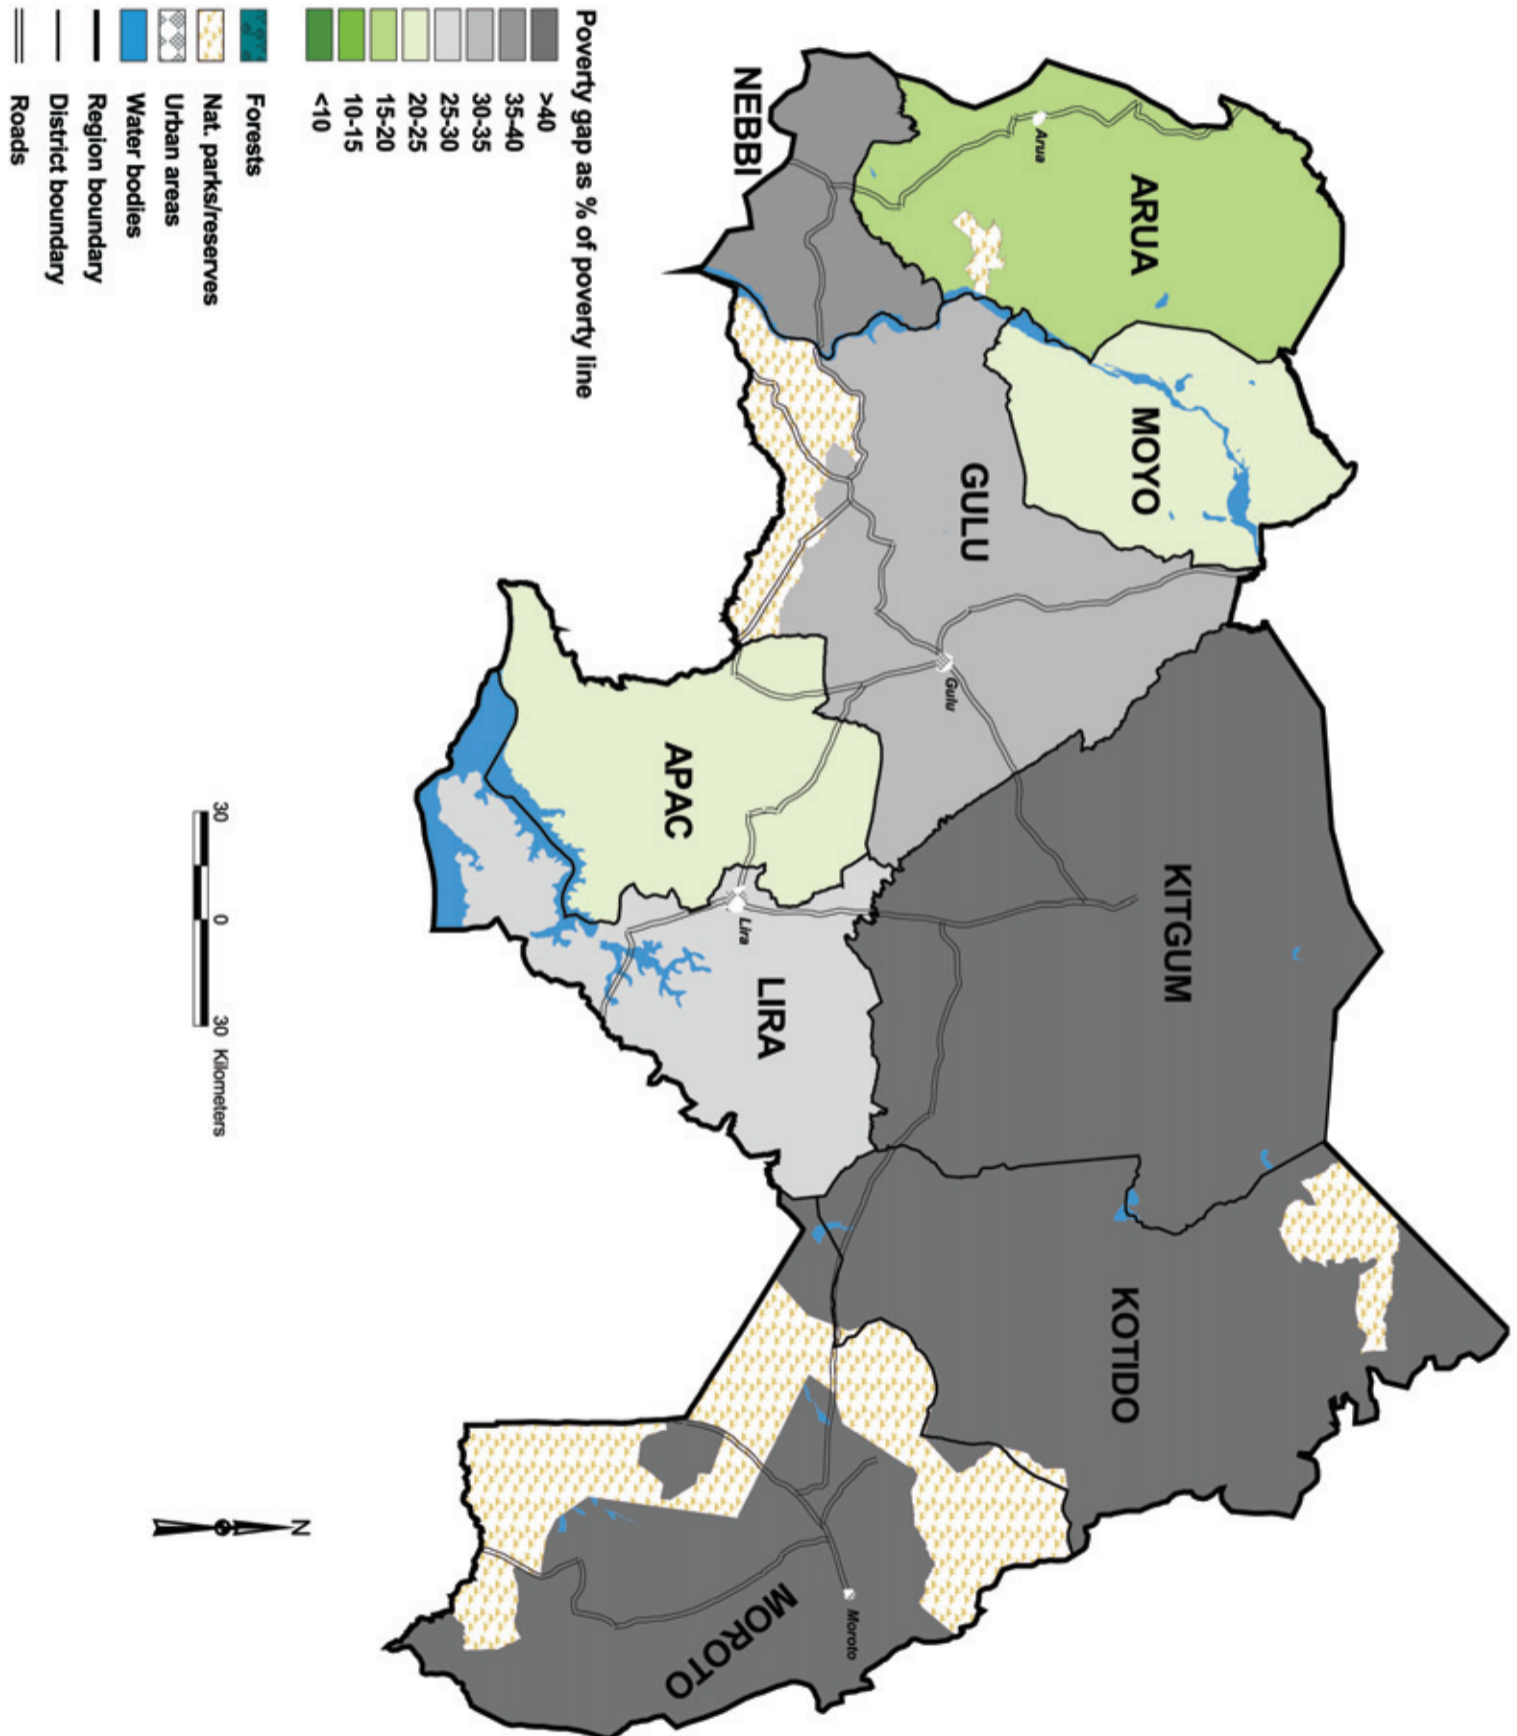 ARUA
Arua
MOYO
NEBBI
GULU
Gulu
KITGUM
KOTIDO
APAC
LIRA
Lira
MOROTO
Moroto
Poverty gap as % of poverty line
>40
35-40
30-35
25-30
20-25
15-20
10-15
<10
Forests
Nat. parks/reserves
Urban areas
Water bodies
Region boundary
District boundary
Roads
30 0 30 Kilometers
N